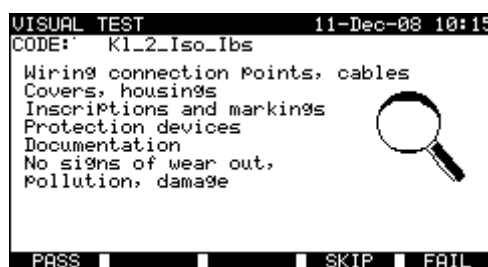 VISUAL TEST 11-Dec-08 10:15
CODE: Kl_2_Iso_Ibs
Wiring connection points, cables
Covers, housings
Inscriptions and markings
Protection devices
Documentation
No signs of wear out,
pollution, damage
PASS SKIP FAIL